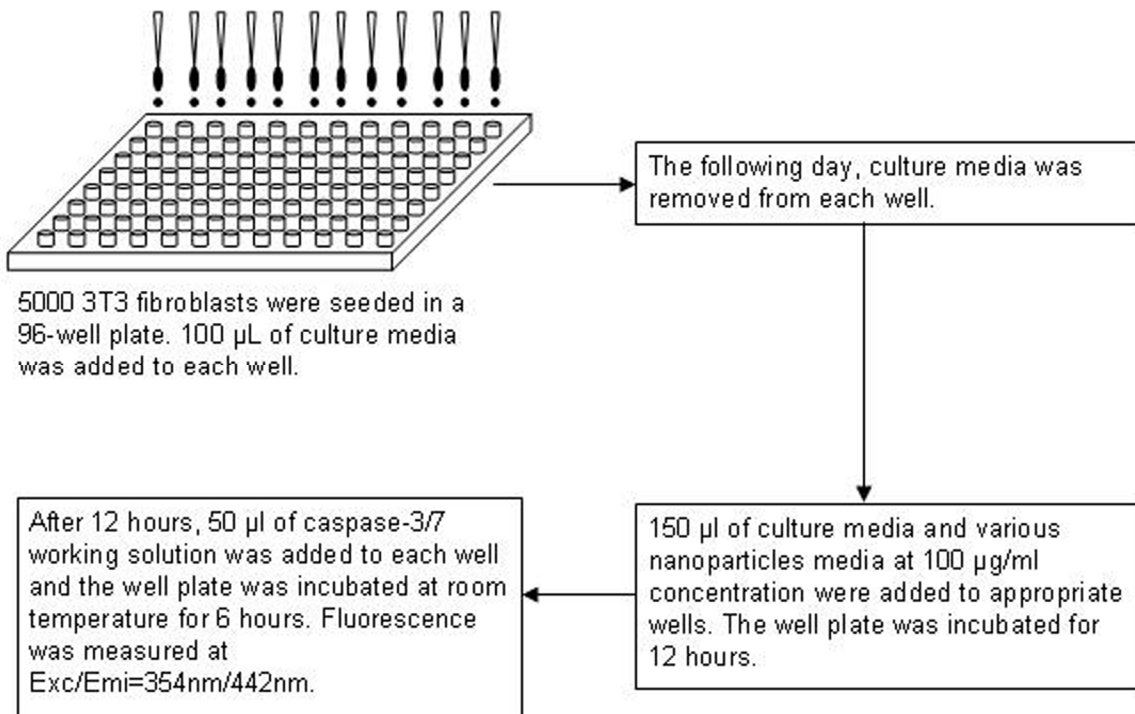 5000 3T3 fibroblasts were seeded in a
96-well plate. 100 µL of culture media
was added to each well.
The following day, culture media was
removed from each well.
150 µl of culture media and various
nanoparticles media at 100 µg/ml
concentration were added to appropriate
wells. The well plate was incubated for
12 hours.
After 12 hours, 50 µl of caspase-3/7
working solution was added to each well
and the well plate was incubated at room
temperature for 6 hours. Fluorescence
was measured at
Exc/Emi=354nm/442nm.